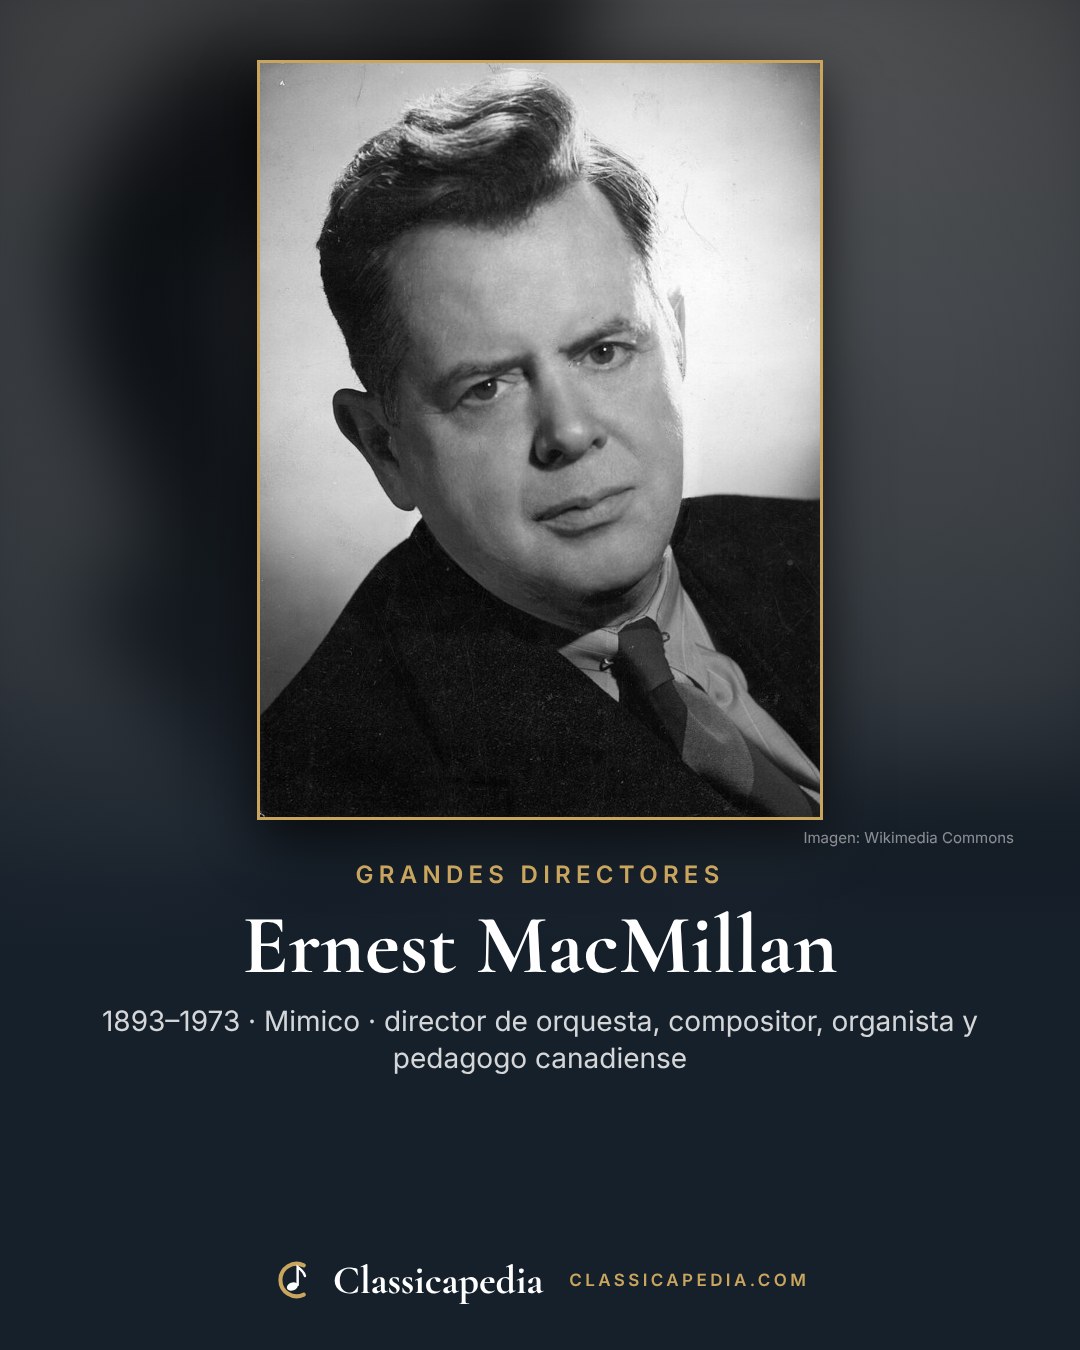 Imagen: Wikimedia Commons
GRANDES DIRECTORES
Ernest MacMillan
1893–1973 · Mimico · director de orquesta, compositor, organista y
pedagogo canadiense
Classicapedia CLASSICAPEDIA.COM